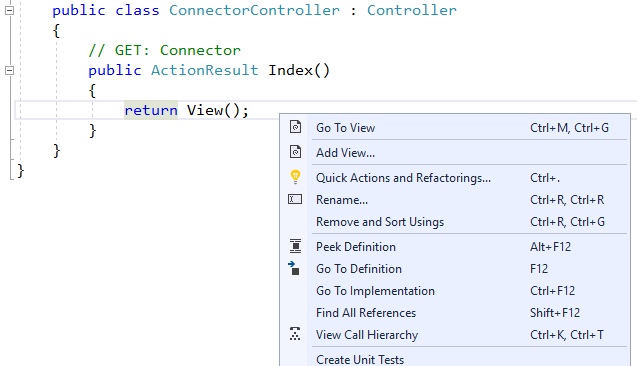 public class ConnectorController : Controller
{
// GET: Connector
public ActionResult Index()
{
return View();
}
}
}
Go To View Ctrl+M, Ctrl+G
Add View...
Quick Actions and Refactorings... Ctrl+.
Rename... Ctrl+R, Ctrl+R
Remove and Sort Usings Ctrl+R, Ctrl+G
Peek Definition Alt+F12
Go To Definition F12
Go To Implementation Ctrl+F12
Find All References Shift+F12
View Call Hierarchy Ctrl+K, Ctrl+T
Create Unit Tests